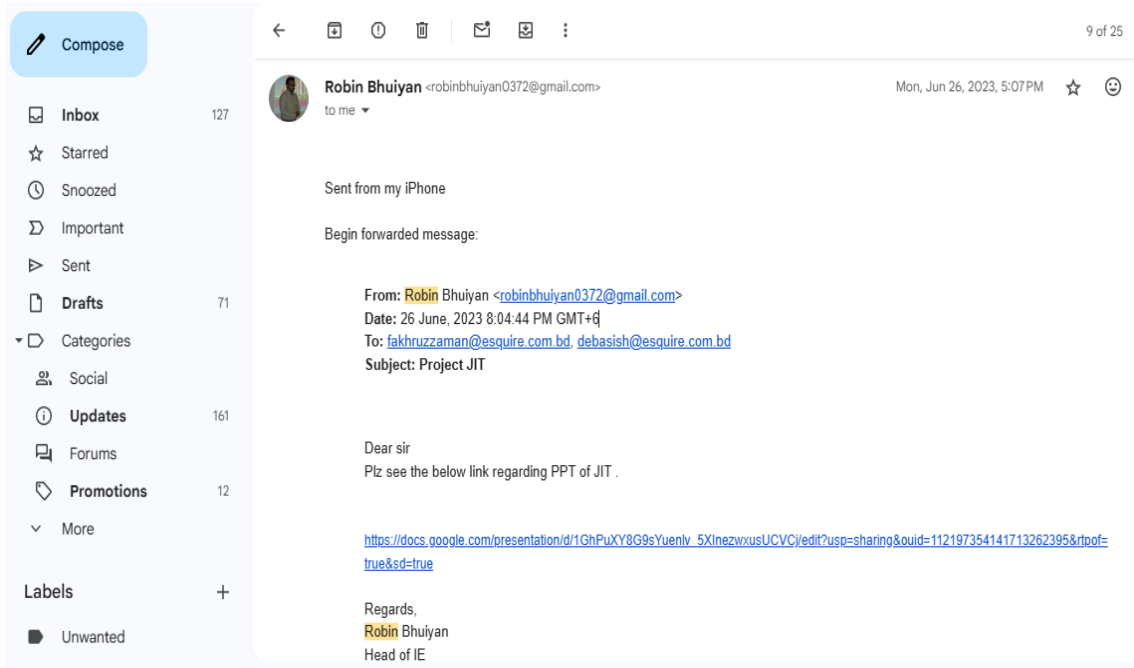 Compose
9 of 25
Robin Bhuiyan <robinbhuiyan0372@gmail.com>
Mon, Jun 26, 2023, 5:07 PM
to me
Inbox 127
Starred
Snoozed
Important
Sent
Drafts 71
Categories
Social
Updates 161
Forums
Promotions 12
More
Labels
Unwanted
Sent from my iPhone
Begin forwarded message:
From: Robin Bhuiyan <robinbhuiyan0372@gmail.com>
Date: 26 June, 2023 8:04:44 PM GMT+6
To: fakhruzzaman@esquire.com.bd, debasish@esquire.com.bd
Subject: Project JIT
Dear sir
Plz see the below link regarding PPT of JIT .
https://docs.google.com/presentation/d/1GhPuXY8G9sYuenlv_5XInezwxusUCVCj/edit?usp=sharing&ouid=112197354141713262395&rtpof=
true&sd=true
Regards,
Robin Bhuiyan
Head of IE